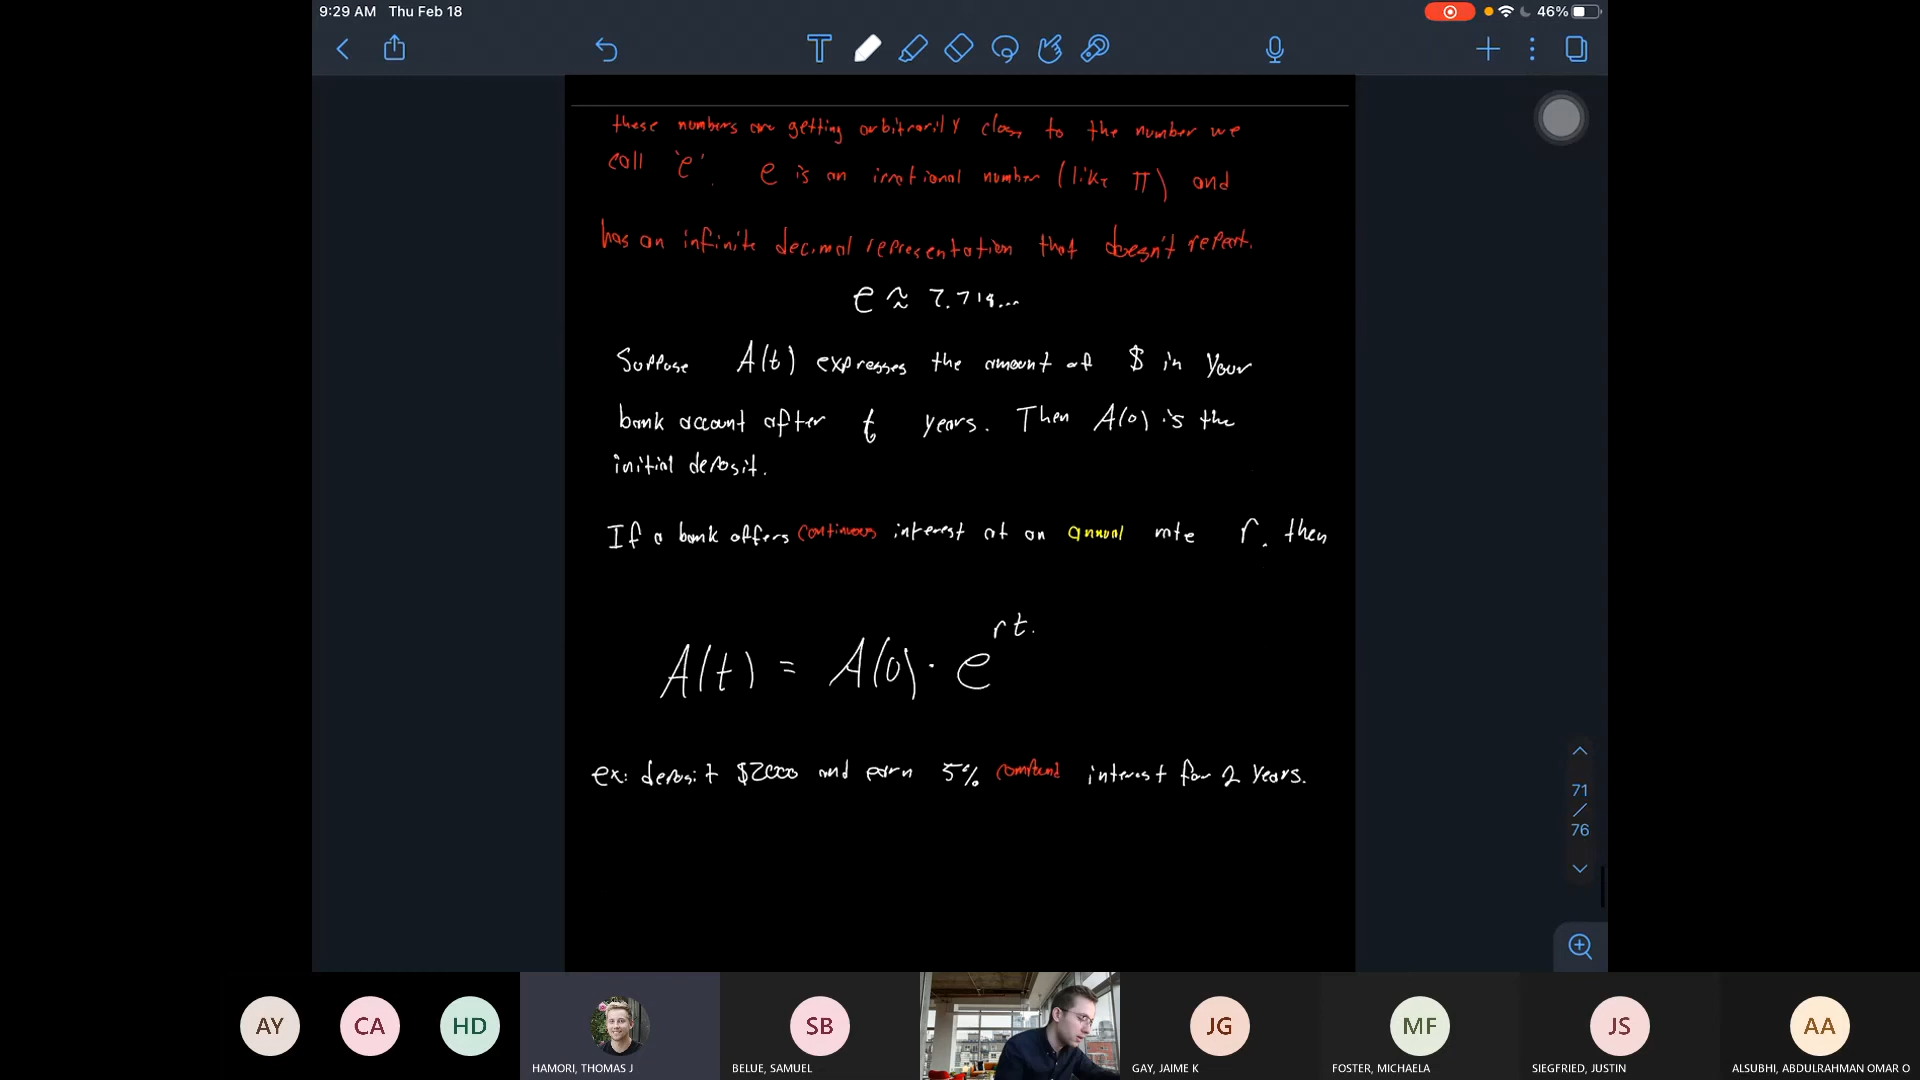 9:29 AM Thu Feb 18
46%
these numbers are getting arbitrarily close to the number we
call 'e'. e is an irrational number (like π) and
has an infinite decimal representation that doesn't repeat.
e ≈ 2.718...
Suppose A(t) expresses the amount of $ in your
bank account after t years. Then A(0) is the
initial deposit.
If a bank offers continuous interest at an annual rate r, then
A(t) = A(0) · e^rt.
ex: deposit $2000 and earn 5% compound interest for 2 years.
71
/
76
AY CA HD SB JG MF JS AA
HAMORI, THOMAS J BELUE, SAMUEL GAY, JAIME K FOSTER, MICHAELA SIEGFRIED, JUSTIN ALSUBHI, ABDULRAHMAN OMAR O